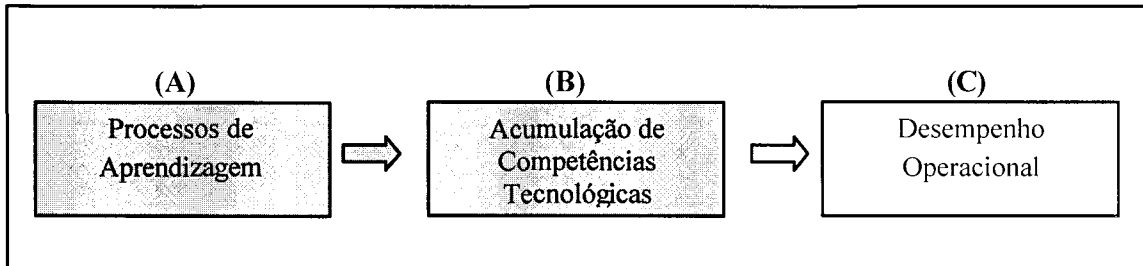 (A)
Processos de
Aprendizagem
(B)
Acumulação de
Competências
Tecnológicas
(C)
Desempenho
Operacional